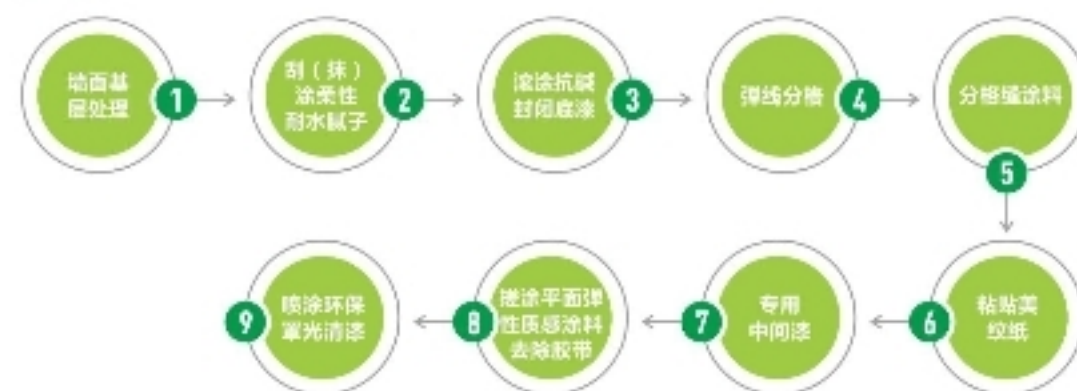 墙面基
层处理
1
刮（抹）
涂柔性
耐水腻子
2
滚涂抗碱
封闭底漆
3
弹线分格
4
分格缝涂料
5
粘贴美
纹纸
6
专用
中间漆
7
搓涂平面弹
性质感涂料
去除胶带
8
喷涂环保
罩光清漆
9